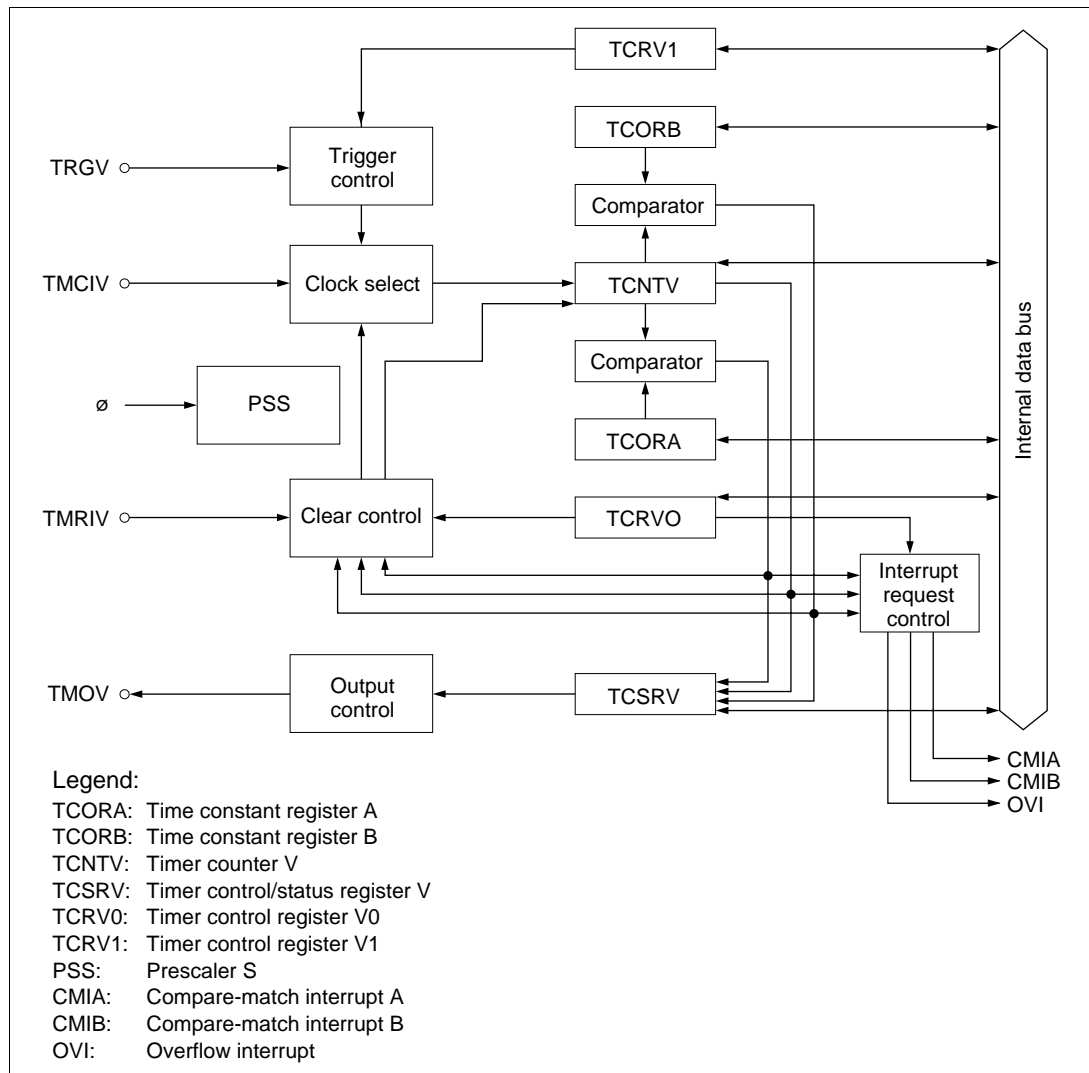 TCRV1
TCORB
TRGV
Trigger
control
Comparator
TMCIV
Clock select
TCNTV
Internal data bus
Comparator
ø
PSS
TCORA
TMRIV
Clear control
TCRVO
Interrupt
request
control
TMOV
Output
control
TCSRV
CMIA
CMIB
OVI
Legend:
TCORA: Time constant register A
TCORB: Time constant register B
TCNTV: Timer counter V
TCSRV: Timer control/status register V
TCRV0: Timer control register V0
TCRV1: Timer control register V1
PSS: Prescaler S
CMIA: Compare-match interrupt A
CMIB: Compare-match interrupt B
OVI: Overflow interrupt